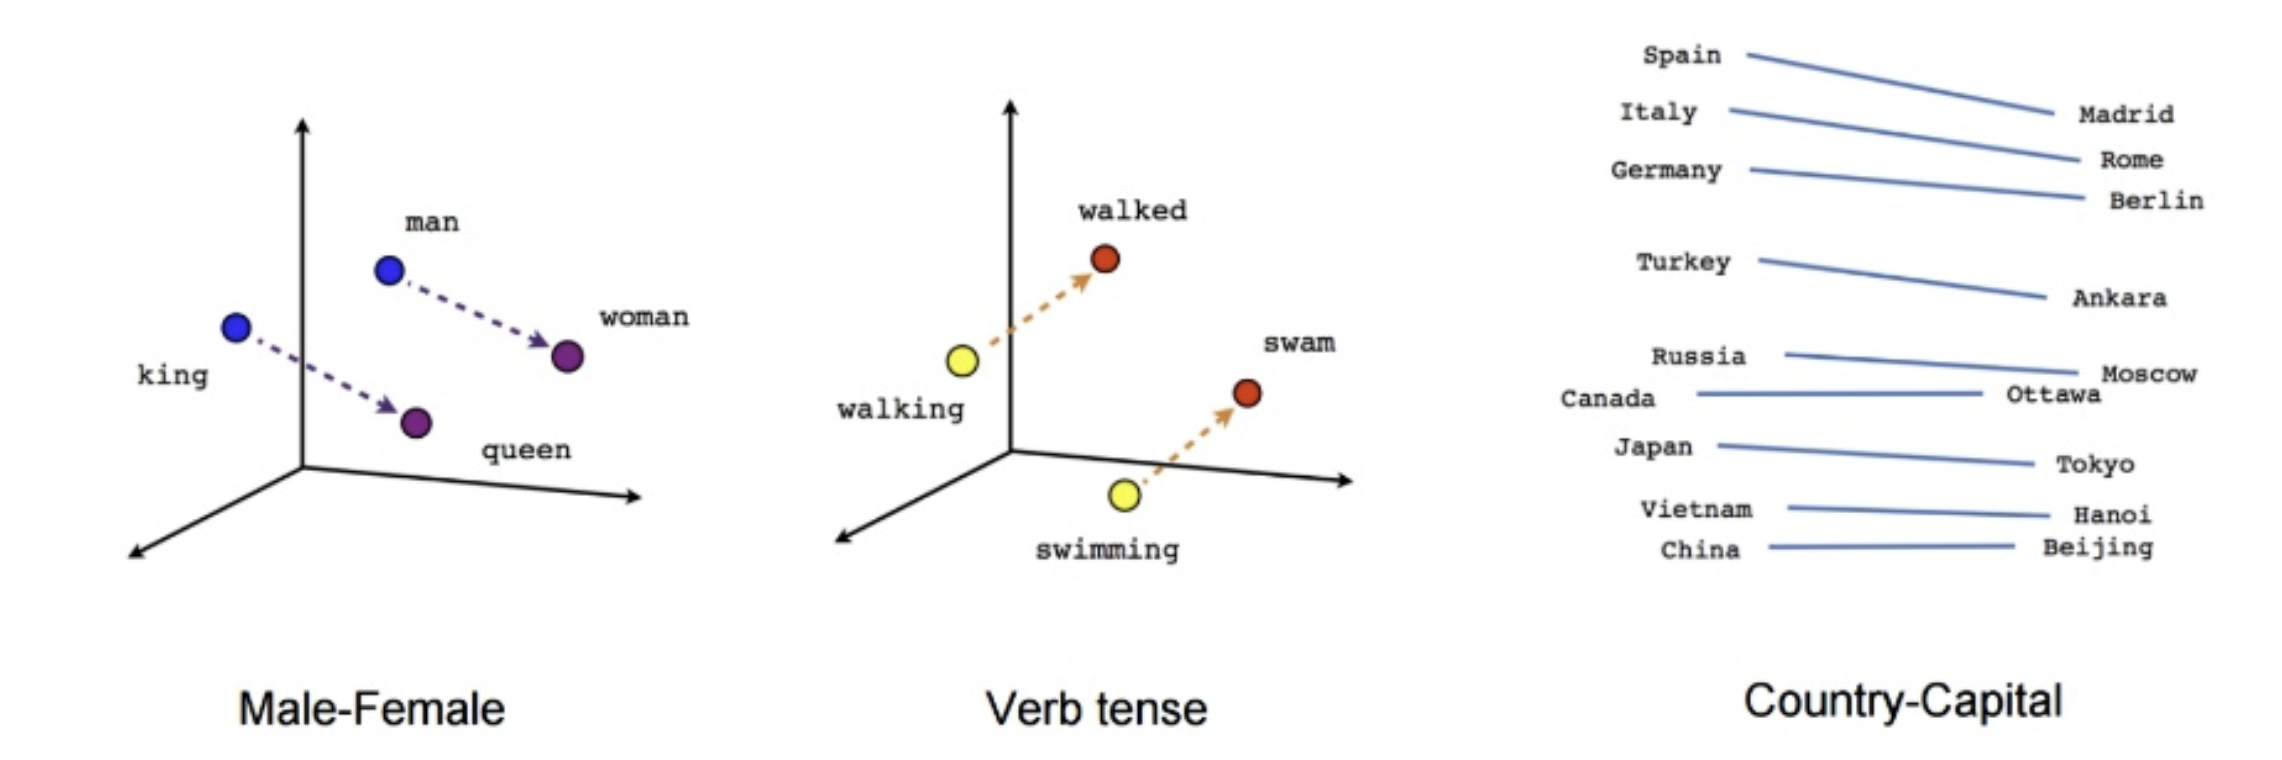 man
woman
king
queen
Male-Female
walked
swam
walking
swimming
Verb tense
Spain
Madrid
Italy
Rome
Germany
Berlin
Turkey
Ankara
Russia
Moscow
Canada
Ottawa
Japan
Tokyo
Vietnam
Hanoi
China
Beijing
Country-Capital